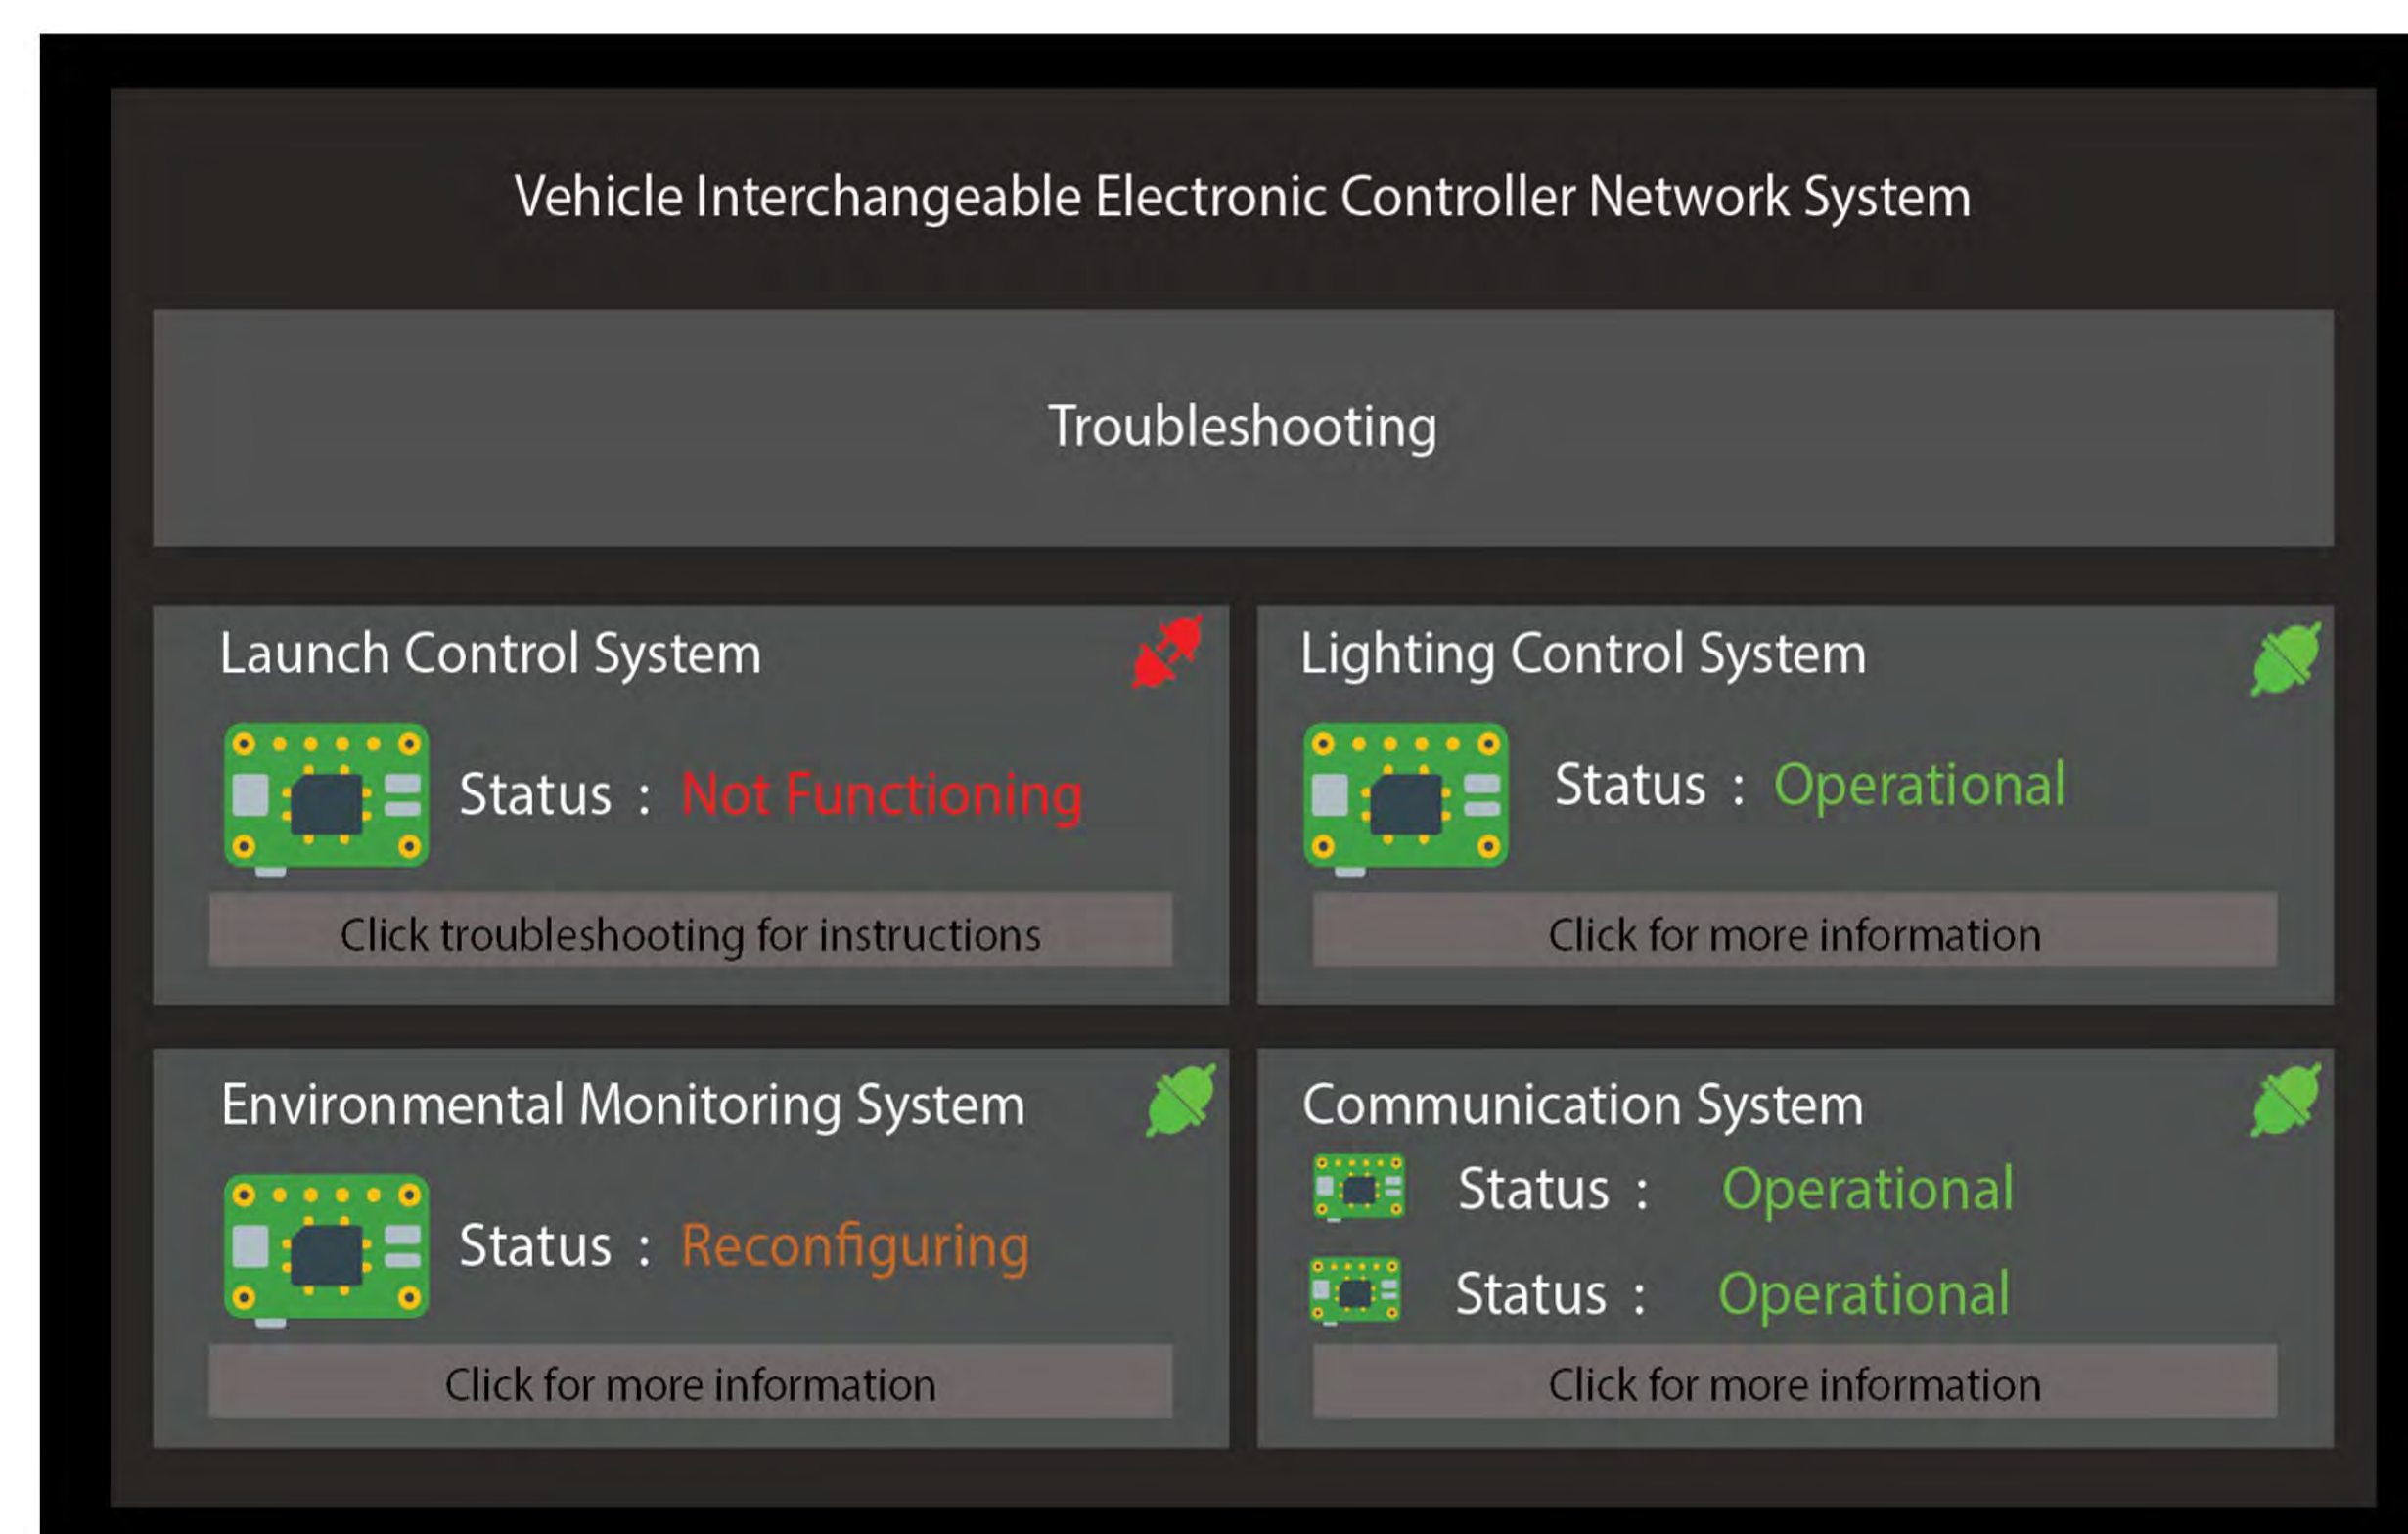 Vehicle Interchangeable Electronic Controller Network System
Troubleshooting
Launch Control System
Status : Not Functioning
Click troubleshooting for instructions
Lighting Control System
Status : Operational
Click for more information
Environmental Monitoring System
Status : Reconfiguring
Click for more information
Communication System
Status : Operational
Status : Operational
Click for more information